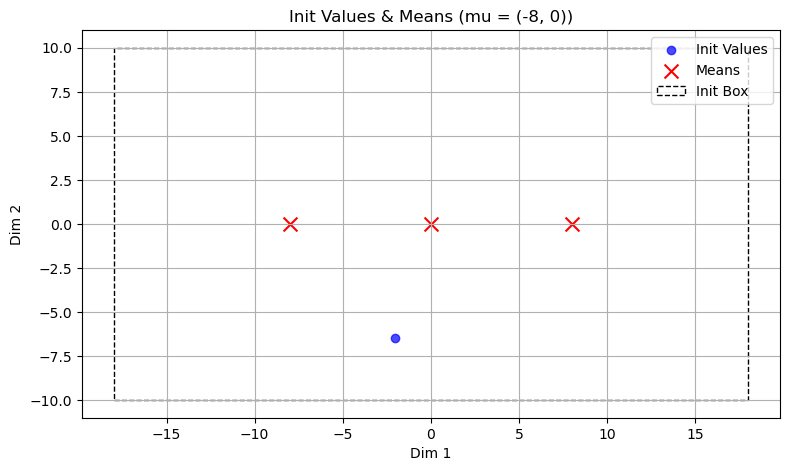 Init Values & Means (mu = (-8, 0))
Init Values
Means
Init Box
10.0
7.5
5.0
2.5
0.0
−2.5
−5.0
−7.5
−10.0
Dim 2
−15
−10
−5
0
5
10
15
Dim 1